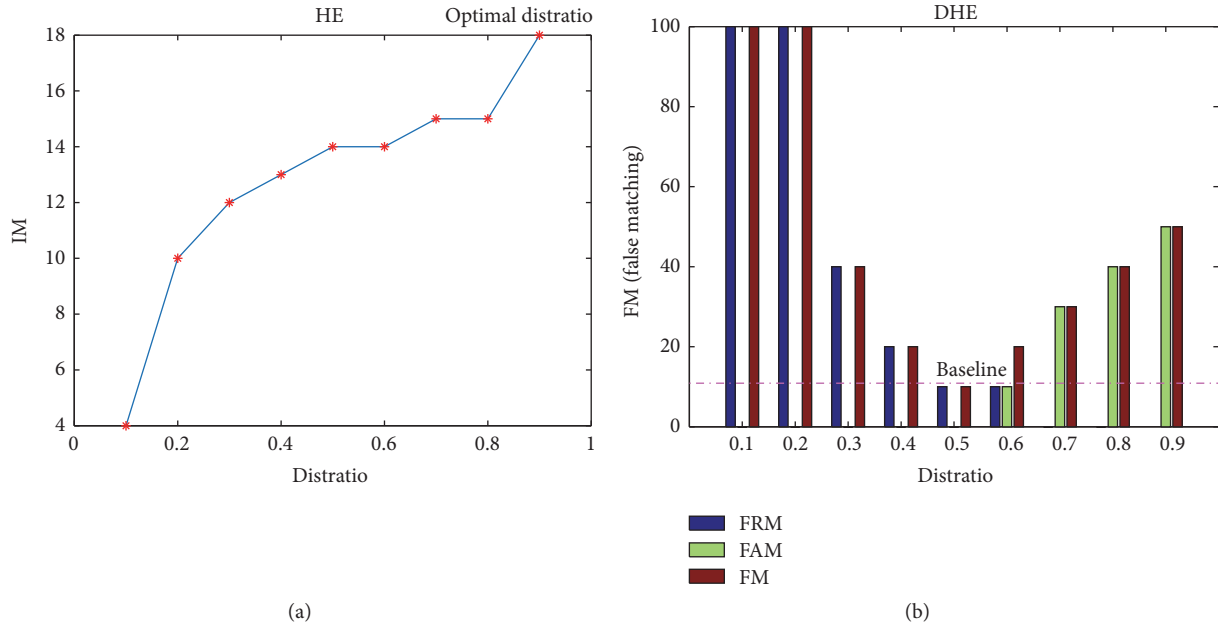 HE
Optimal distratio
18
16
14
12
10
8
6
4
IM
0
0.2
0.4
0.6
0.8
1
Distratio
(a)
DHE
100
80
60
40
20
0
FM (false matching)
Baseline
0.1
0.2
0.3
0.4
0.5
0.6
0.7
0.8
0.9
Distratio
FRM
FAM
FM
(b)